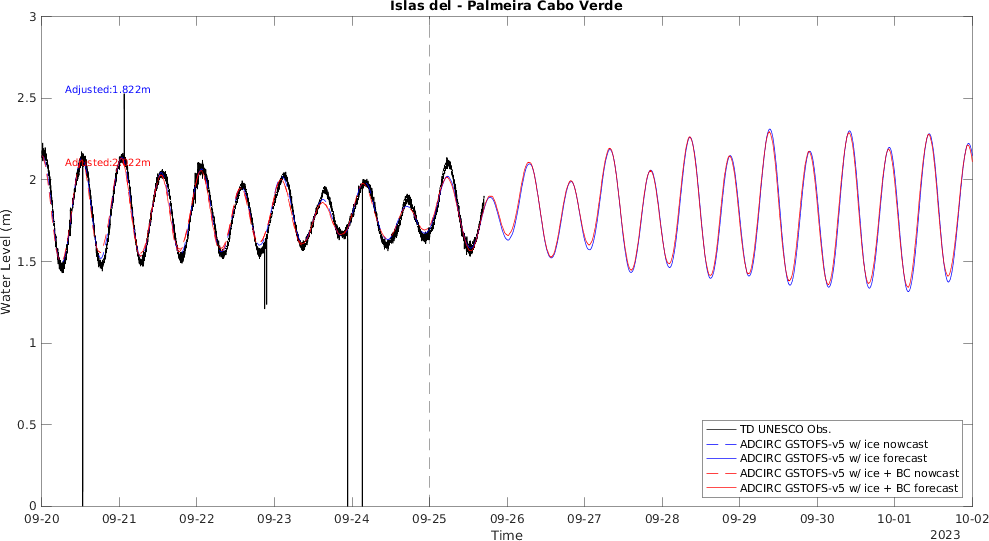 Islas del - Palmeira Cabo Verde
3
2.5
2
1.5
1
0.5
0
Water Level (m)
Adjusted:1.822m
09-20
09-21
09-22
09-23
09-24
09-25
09-26
09-27
09-28
09-29
09-30
10-01
10-02
Time
2023
TD UNESCO Obs.
ADCIRC GSTOFS-v5 w/ ice nowcast
ADCIRC GSTOFS-v5 w/ ice forecast
ADCIRC GSTOFS-v5 w/ ice + BC nowcast
ADCIRC GSTOFS-v5 w/ ice + BC forecast